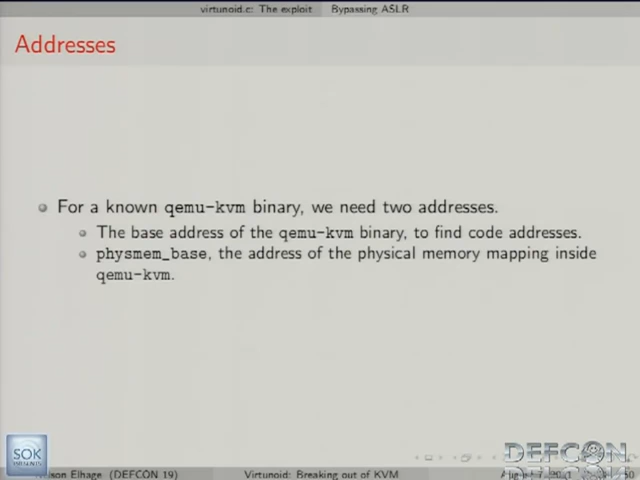 virtunoid.c: The exploit Bypassing ASLR
Addresses
For a known qemu-kvm binary, we need two addresses.
The base address of the qemu-kvm binary, to find code addresses.
physmem_base, the address of the physical memory mapping inside
qemu-kvm.
SOK
DEFCON
Elhage (DEFCON 19) Virtunoid: Breaking out of KVM